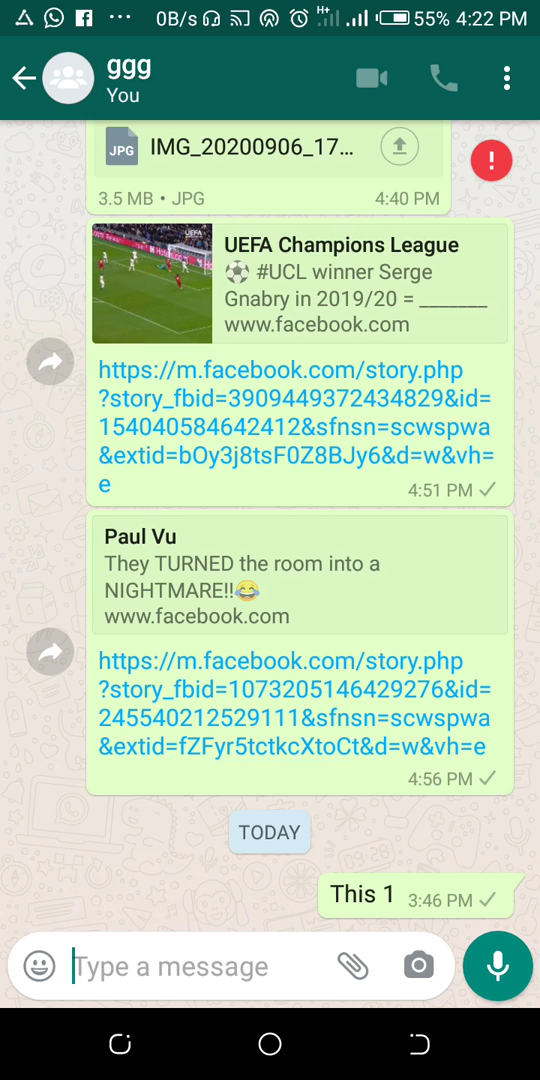 0B/s H+ 55% 4:22 PM
ggg
You
JPG IMG_20200906_17...
3.5 MB • JPG 4:40 PM
UEFA Champions League
⚽ #UCL winner Serge
Gnabry in 2019/20 = _______
www.facebook.com
https://m.facebook.com/story.php
?story_fbid=3909449372434829&id=
154040584642412&sfnsn=scwspwa
&extid=bOy3j8tsF0Z8BJy6&d=w&vh=
e
4:51 PM
Paul Vu
They TURNED the room into a
NIGHTMARE!!😂
www.facebook.com
https://m.facebook.com/story.php
?story_fbid=1073205146429276&id=
245540212529111&sfnsn=scwspwa
&extid=fZFyr5tctkcXtoCt&d=w&vh=e
4:56 PM
TODAY
This 1 3:46 PM
Type a message